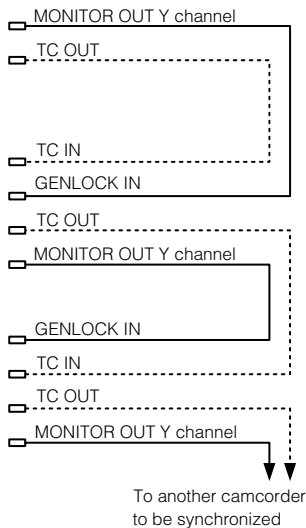 MONITOR OUT Y channel
TC OUT
TC IN
GENLOCK IN
TC OUT
MONITOR OUT Y channel
GENLOCK IN
TC IN
TC OUT
MONITOR OUT Y channel
To another camcorder
to be synchronized